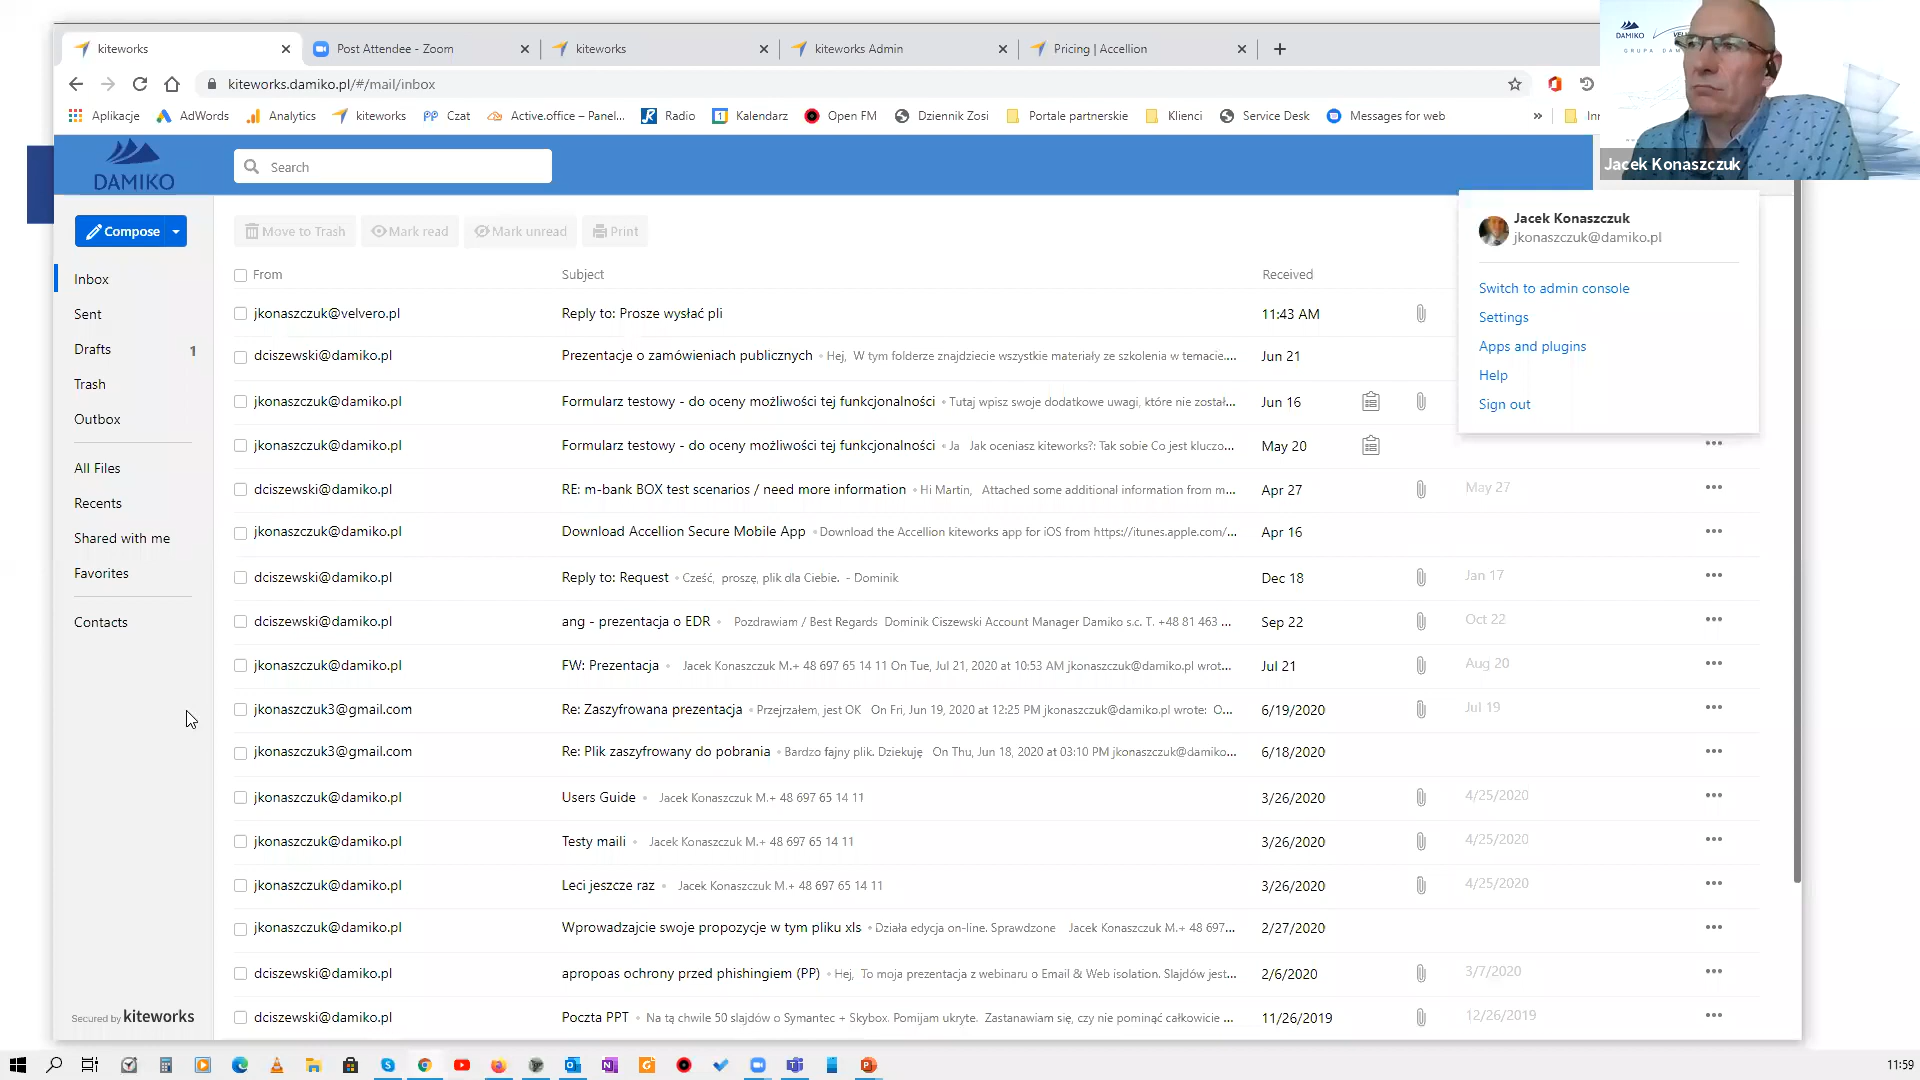 kiteworks
Post Attendee - Zoom
kiteworks
kiteworks Admin
Pricing | Accellion
kiteworks.damiko.pl/#/mail/inbox
Aplikacje AdWords Analytics kiteworks Czat Active.office – Panel... Radio Kalendarz Open FM Dziennik Zosi Portale partnerskie Klienci Service Desk Messages for web »
DAMIKO
Jacek Konaszczuk
DAMIKO
Search
Jacek Konaszczuk
jkonaszczuk@damiko.pl
Switch to admin console
Settings
Apps and plugins
Help
Sign out
Compose
Inbox
Sent
Drafts 1
Trash
Outbox
All Files
Recents
Shared with me
Favorites
Contacts
Secured by kiteworks
Move to Trash Mark read Mark unread Print
From Subject Received
jkonaszczuk@velvero.pl Reply to: Prosze wysłać pli 11:43 AM
dciszewski@damiko.pl Prezentacje o zamówieniach publicznych • Hej, W tym folderze znajdziecie wszystkie materiały ze szkolenia w temacie.... Jun 21
jkonaszczuk@damiko.pl Formularz testowy - do oceny możliwości tej funkcjonalności • Tutaj wpisz swoje dodatkowe uwagi, które nie został... Jun 16
jkonaszczuk@damiko.pl Formularz testowy - do oceny możliwości tej funkcjonalności • Ja Jak oceniasz kiteworks?: Tak sobie Co jest kluczo... May 20
dciszewski@damiko.pl RE: m-bank BOX test scenarios / need more information • Hi Martin, Attached some additional information from m... Apr 27 May 27
jkonaszczuk@damiko.pl Download Accellion Secure Mobile App • Download the Accellion kiteworks app for iOS from https://itunes.apple.com/... Apr 16
dciszewski@damiko.pl Reply to: Request • Cześć, proszę, plik dla Ciebie. - Dominik Dec 18 Jan 17
dciszewski@damiko.pl ang - prezentacja o EDR • Pozdrawiam / Best Regards Dominik Ciszewski Account Manager Damiko s.c. T. +48 81 463 ... Sep 22 Oct 22
jkonaszczuk@damiko.pl FW: Prezentacja • Jacek Konaszczuk M.+ 48 697 65 14 11 On Tue, Jul 21, 2020 at 10:53 AM jkonaszczuk@damiko.pl wrot... Jul 21 Aug 20
jkonaszczuk3@gmail.com Re: Zaszyfrowana prezentacja • Przejrzałem, jest OK On Fri, Jun 19, 2020 at 12:25 PM jkonaszczuk@damiko.pl wrote: O... 6/19/2020 Jul 19
jkonaszczuk3@gmail.com Re: Plik zaszyfrowany do pobrania • Bardzo fajny plik. Dziekuję On Thu, Jun 18, 2020 at 03:10 PM jkonaszczuk@damiko... 6/18/2020
jkonaszczuk@damiko.pl Users Guide • Jacek Konaszczuk M.+ 48 697 65 14 11 3/26/2020 4/25/2020
jkonaszczuk@damiko.pl Testy maili • Jacek Konaszczuk M.+ 48 697 65 14 11 3/26/2020 4/25/2020
jkonaszczuk@damiko.pl Leci jeszcze raz • Jacek Konaszczuk M.+ 48 697 65 14 11 3/26/2020 4/25/2020
jkonaszczuk@damiko.pl Wprowadzajcie swoje propozycje w tym pliku xls • Działa edycja on-line. Sprawdzone Jacek Konaszczuk M.+ 48 697... 2/27/2020
dciszewski@damiko.pl apropoas ochrony przed phishingiem (PP) • Hej, To moja prezentacja z webinaru o Email & Web isolation. Slajdów jest... 2/6/2020 3/7/2020
dciszewski@damiko.pl Poczta PPT • Na tą chwile 50 slajdów o Symantec + Skybox. Pomijam ukryte. Zastanawiam się, czy nie pominąć całkowicie ... 11/26/2019 12/26/2019
11:59